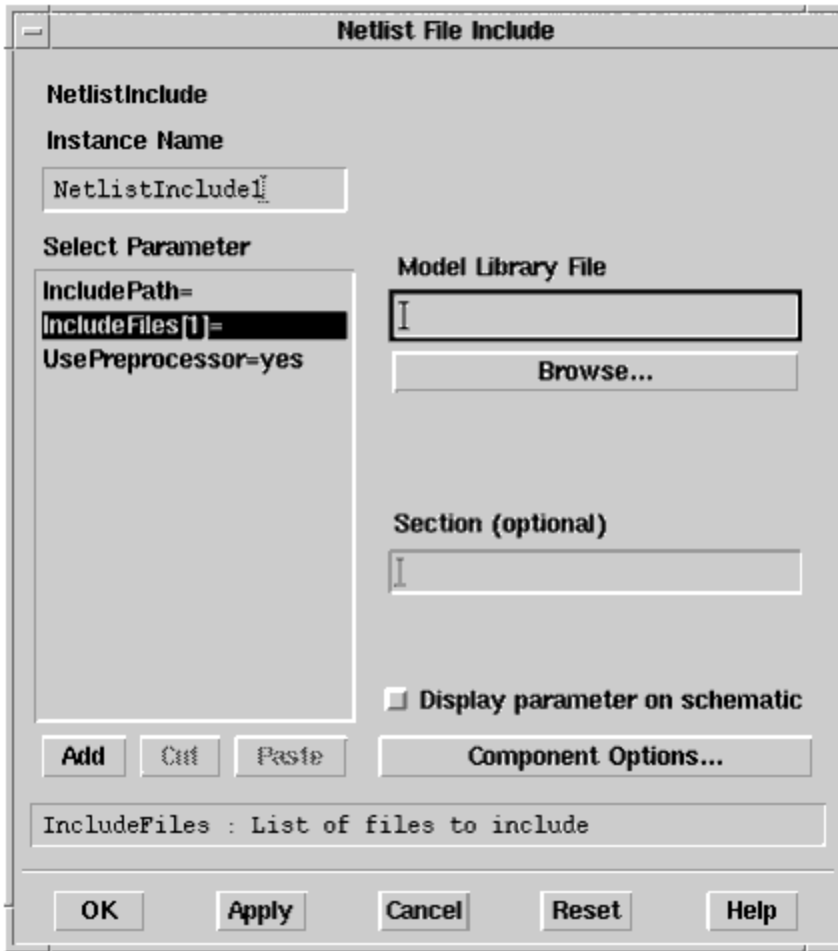 Netlist File Include
NetlistInclude
Instance Name
NetlistInclude1
Select Parameter
IncludePath=
IncludeFiles[1]=
UsePreprocessor=yes
Model Library File
Browse...
Section (optional)
Display parameter on schematic
Add Cut Paste
Component Options...
IncludeFiles : List of files to include
OK Apply Cancel Reset Help